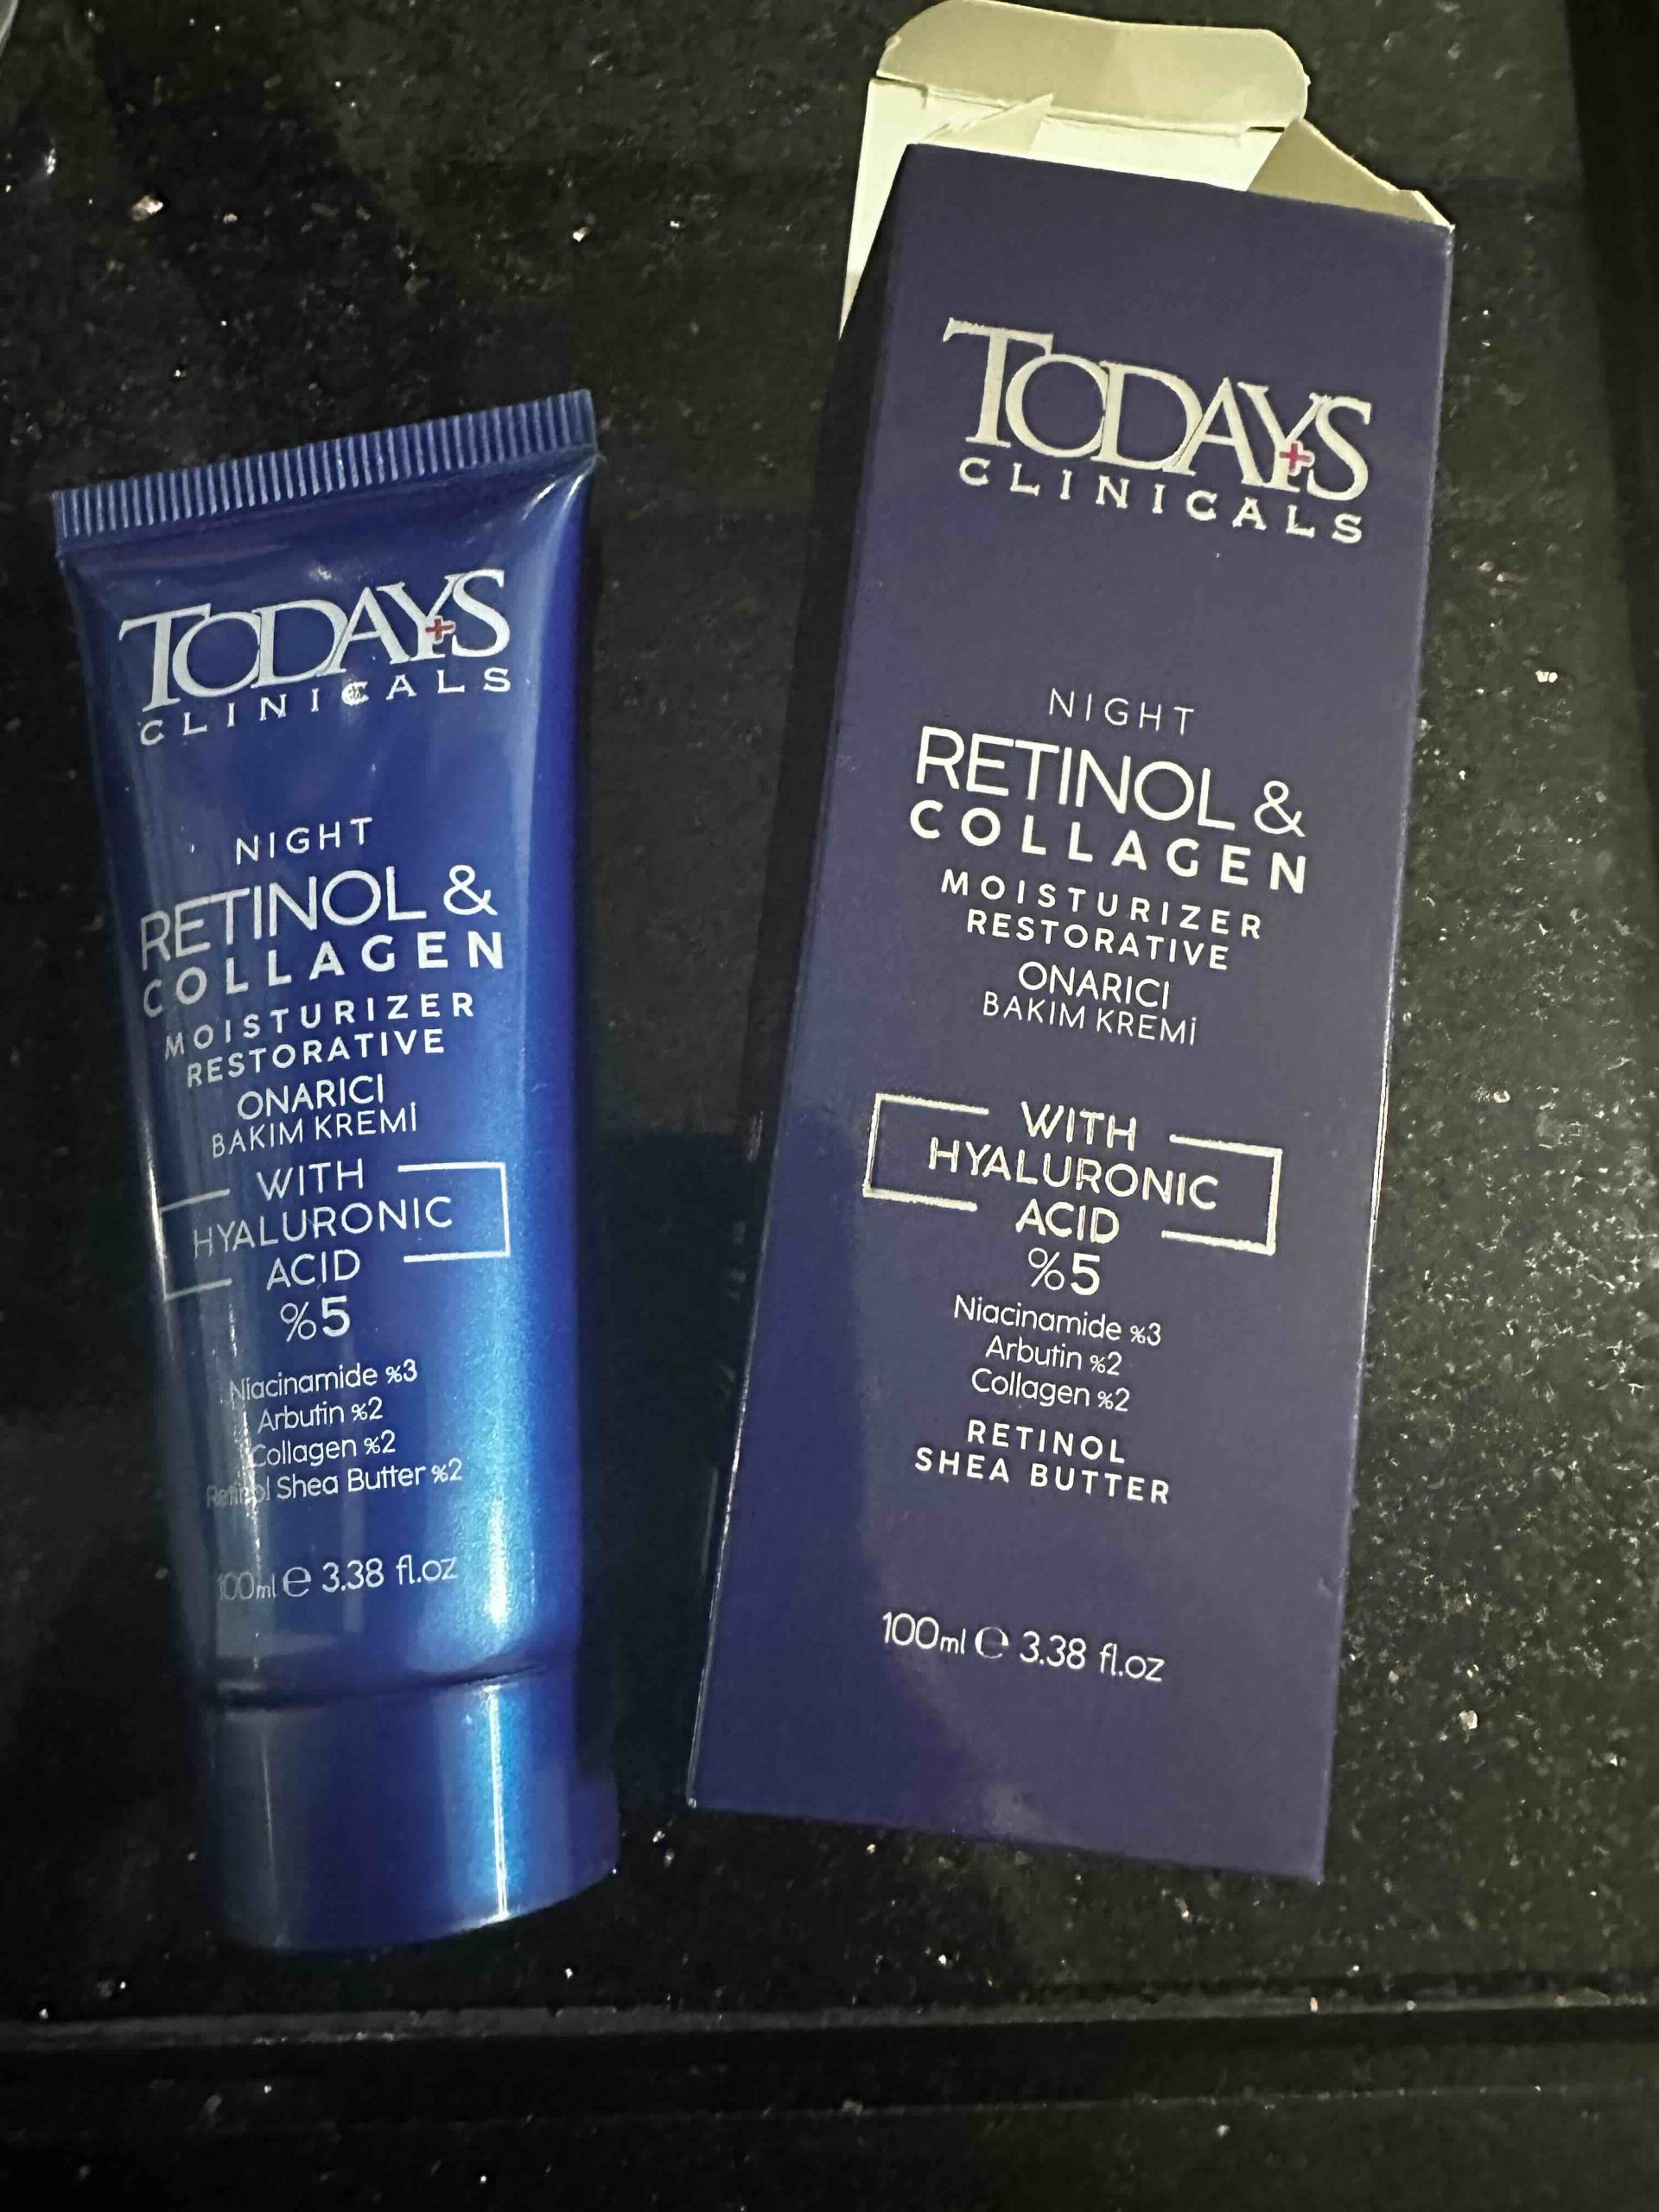 TODAYS
CLINICALS
NIGHT
RETINOL &
COLLAGEN
MOISTURIZER
RESTORATIVE
ONARICI
BAKIM KREMİ
WITH
HYALURONIC
ACID
%5
Niacinamide %3
Arbutin %2
Collagen %2
Retinol Shea Butter %2
100ml e 3.38 fl.oz
TODAYS
CLINICALS
NIGHT
RETINOL &
COLLAGEN
MOISTURIZER
RESTORATIVE
ONARICI
BAKIM KREMİ
WITH
HYALURONIC
ACID
%5
Niacinamide %3
Arbutin %2
Collagen %2
RETINOL
SHEA BUTTER
100ml e 3.38 fl.oz